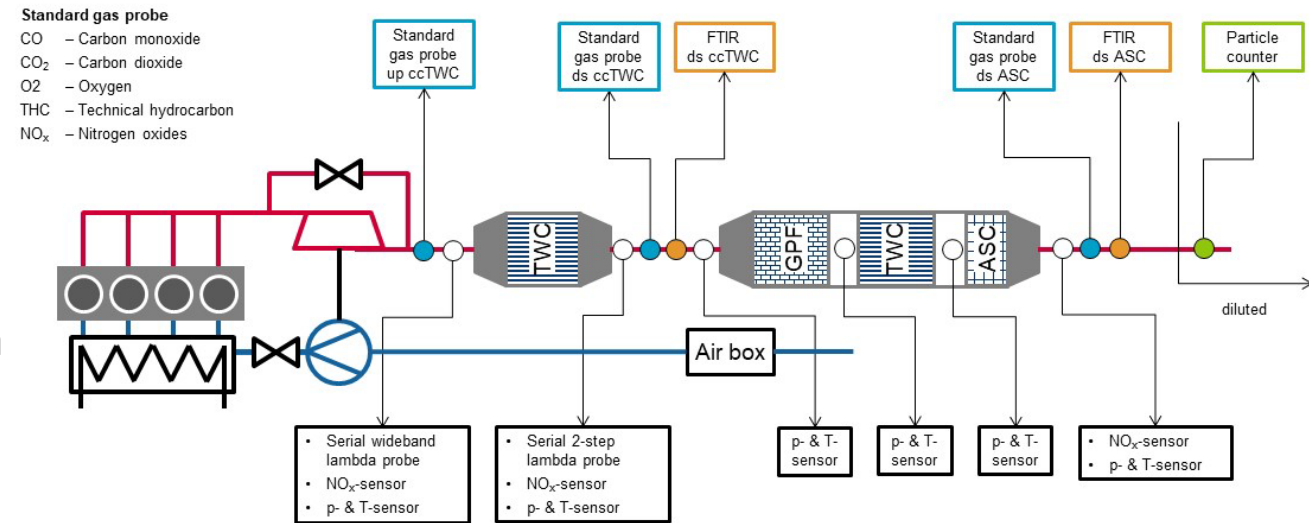 Standard gas probe
CO – Carbon monoxide
CO₂ – Carbon dioxide
O2 – Oxygen
THC – Technical hydrocarbon
NOₓ – Nitrogen oxides
Standard
gas probe
up ccTWC
Standard
gas probe
ds ccTWC
FTIR
ds ccTWC
Standard
gas probe
ds ASC
FTIR
ds ASC
Particle
counter
TWC
GPF
TWC
ASC
diluted
Air box
• Serial wideband
lambda probe
• NOₓ-sensor
• p- & T-sensor
• Serial 2-step
lambda probe
• NOₓ-sensor
• p- & T-sensor
p- & T-
sensor
p- & T-
sensor
p- & T-
sensor
• NOₓ-sensor
• p- & T-sensor